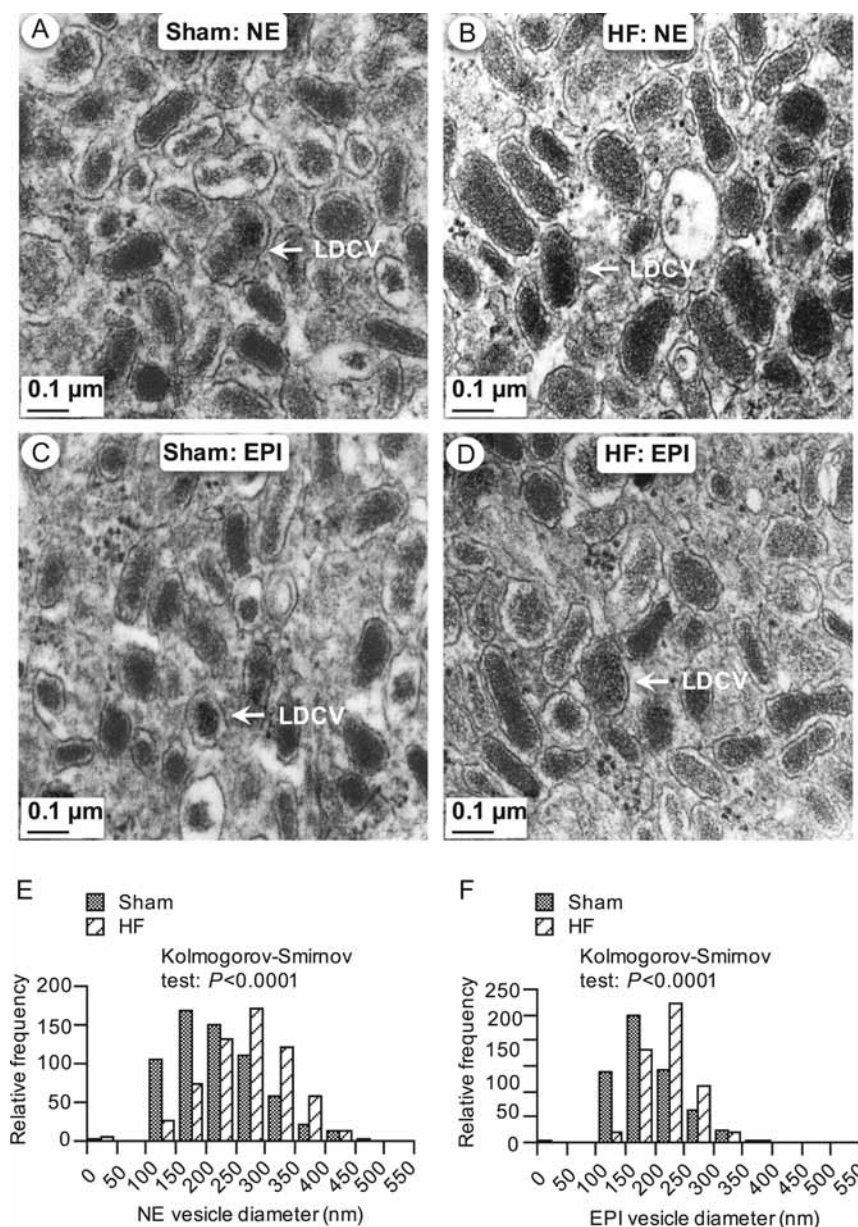 A
Sham: NE
LDCV
0.1 µm
B
HF: NE
LDCV
0.1 µm
C
Sham: EPI
LDCV
0.1 µm
D
HF: EPI
LDCV
0.1 µm
E
Sham
HF
Kolmogorov-Smirnov
test: P<0.0001
Relative frequency
200
150
100
50
0
0 50 100 150 200 250 300 350 400 450 500 550
NE vesicle diameter (nm)
F
Sham
HF
Kolmogorov-Smirnov
test: P<0.0001
Relative frequency
250
200
150
100
50
0
0 50 100 150 200 250 300 350 400 450 500 550
EPI vesicle diameter (nm)